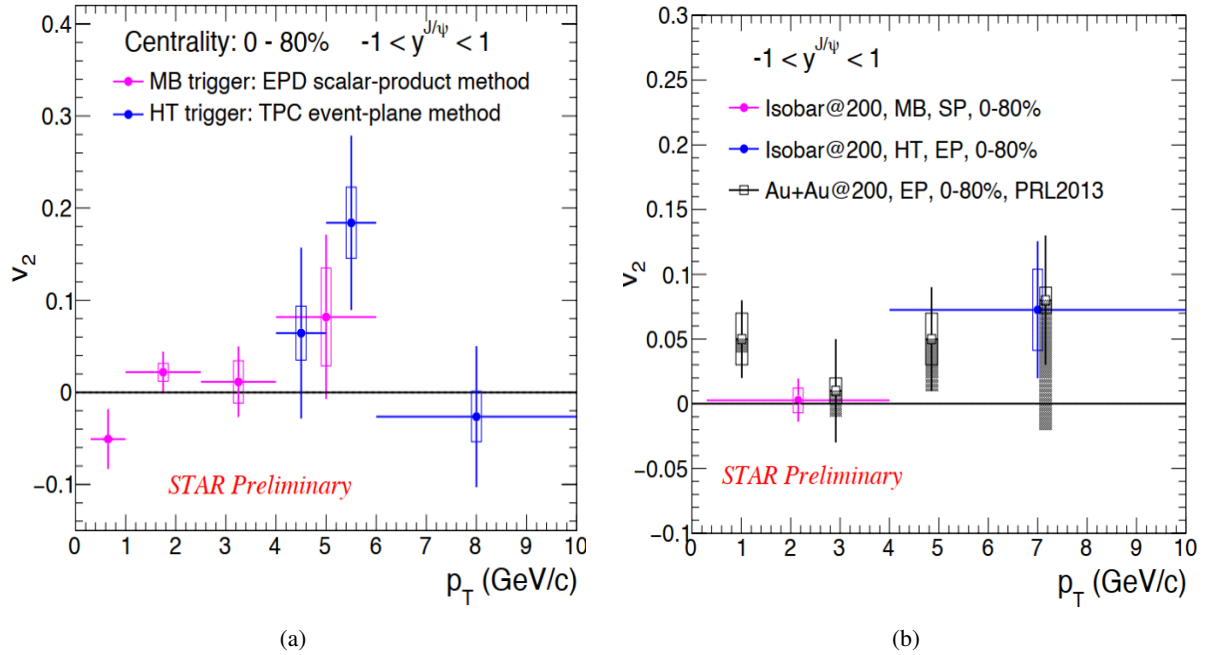 Centrality: 0 - 80% -1 < y^{J/ψ} < 1
MB trigger: EPD scalar-product method
HT trigger: TPC event-plane method
0.4
0.3
0.2
0.1
0
−0.1
v_2
STAR Preliminary
0 1 2 3 4 5 6 7 8 9 10
p_T (GeV/c)
(a)
0.3
0.25
0.2
0.15
0.1
0.05
0
−0.05
−0.1
v_2
-1 < y^{J/ψ} < 1
Isobar@200, MB, SP, 0-80%
Isobar@200, HT, EP, 0-80%
Au+Au@200, EP, 0-80%, PRL2013
STAR Preliminary
0 1 2 3 4 5 6 7 8 9 10
p_T (GeV/c)
(b)